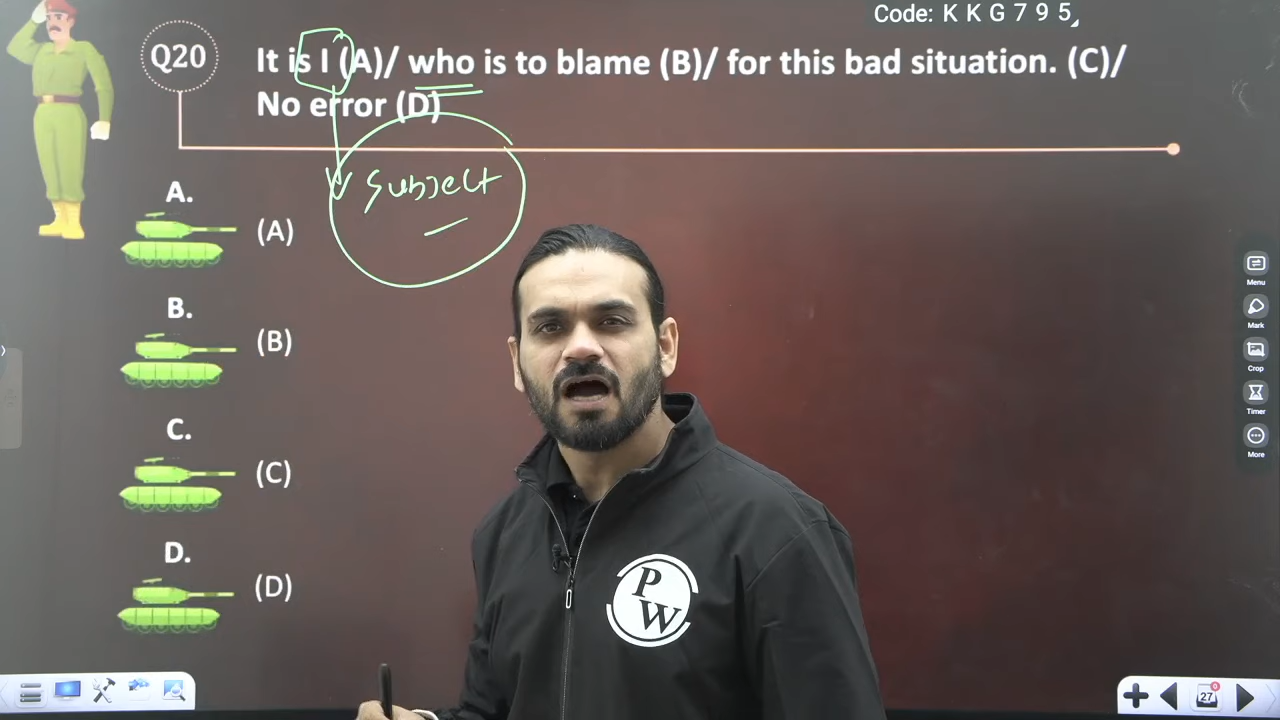 Code: K K G 7 9 5
Q20
It is I (A)/ who is to blame (B)/ for this bad situation. (C)/
No error (D)
Subject
A.
(A)
B.
(B)
C.
(C)
D.
(D)
P
W
Menu
Mark
Crop
Timer
More
27